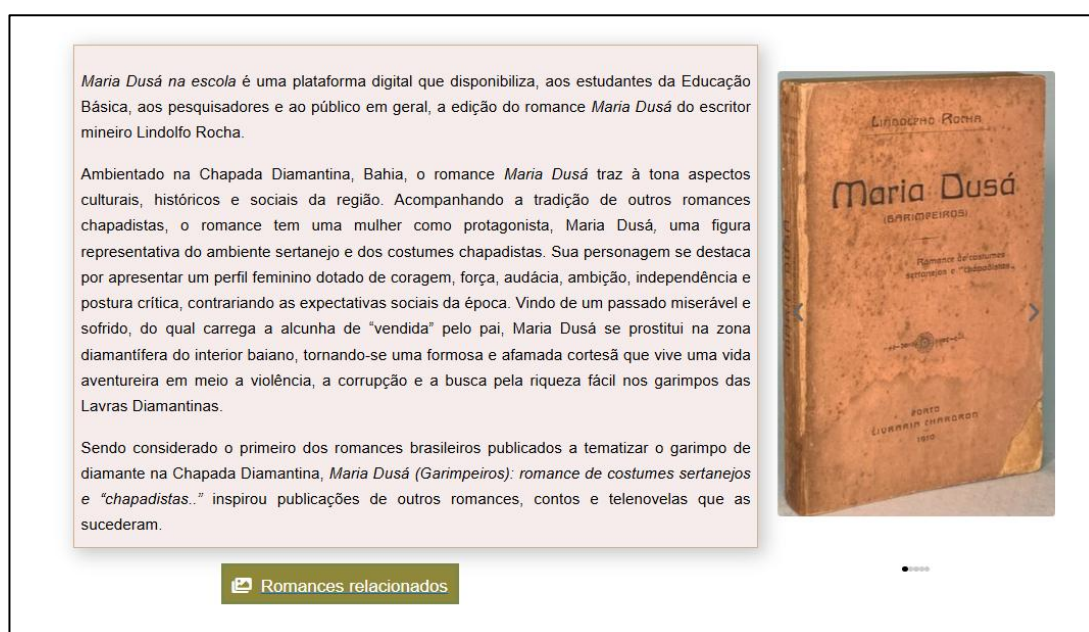 Maria Dusá na escola é uma plataforma digital que disponibiliza, aos estudantes da Educação
Básica, aos pesquisadores e ao público em geral, a edição do romance Maria Dusá do escritor
mineiro Lindolfo Rocha.
Ambientado na Chapada Diamantina, Bahia, o romance Maria Dusá traz à tona aspectos
culturais, históricos e sociais da região. Acompanhando a tradição de outros romances
chapadistas, o romance tem uma mulher como protagonista, Maria Dusá, uma figura
representativa do ambiente sertanejo e dos costumes chapadistas. Sua personagem se destaca
por apresentar um perfil feminino dotado de coragem, força, audácia, ambição, independência e
postura crítica, contrariando as expectativas sociais da época. Vindo de um passado miserável e
sofrido, do qual carrega a alcunha de “vendida” pelo pai, Maria Dusá se prostitui na zona
diamantífera do interior baiano, tornando-se uma formosa e afamada cortesã que vive uma vida
aventureira em meio a violência, a corrupção e a busca pela riqueza fácil nos garimpos das
Lavras Diamantinas.
Sendo considerado o primeiro dos romances brasileiros publicados a tematizar o garimpo de
diamante na Chapada Diamantina, Maria Dusá (Garimpeiros): romance de costumes sertanejos
e “chapadistas..” inspirou publicações de outros romances, contos e telenovelas que as
sucederam.
Romances relacionados
Lindolpho Rocha
Maria Dusá
(GARIMPEIROS)
Romance de costumes
sertanejos e "chapadistas"
PORTO
LIVRARIA CHARDRON
1910